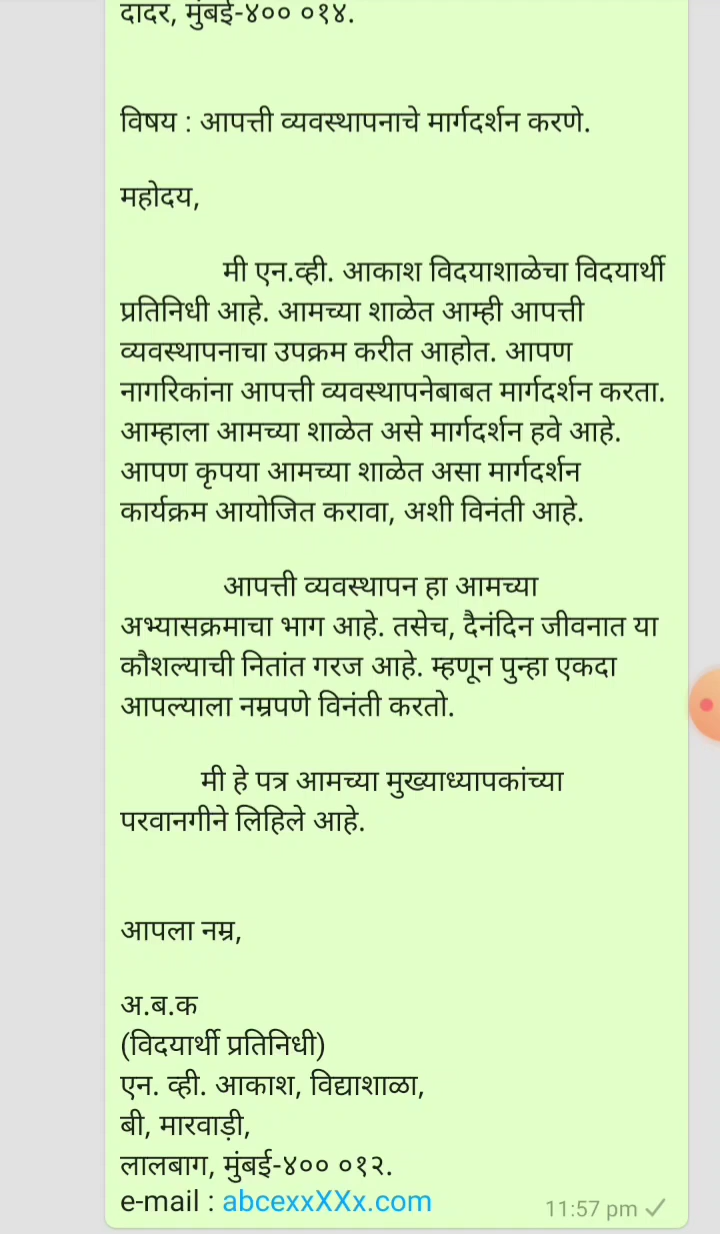 दादर, मुंबई-४०० ०१४.
विषय : आपत्ती व्यवस्थापनाचे मार्गदर्शन करणे.
महोदय,
मी एन.व्ही. आकाश विदयाशाळेचा विदयार्थी
प्रतिनिधी आहे. आमच्या शाळेत आम्ही आपत्ती
व्यवस्थापनाचा उपक्रम करीत आहोत. आपण
नागरिकांना आपत्ती व्यवस्थापनेबाबत मार्गदर्शन करता.
आम्हाला आमच्या शाळेत असे मार्गदर्शन हवे आहे.
आपण कृपया आमच्या शाळेत असा मार्गदर्शन
कार्यक्रम आयोजित करावा, अशी विनंती आहे.
आपत्ती व्यवस्थापन हा आमच्या
अभ्यासक्रमाचा भाग आहे. तसेच, दैनंदिन जीवनात या
कौशल्याची नितांत गरज आहे. म्हणून पुन्हा एकदा
आपल्याला नम्रपणे विनंती करतो.
मी हे पत्र आमच्या मुख्याध्यापकांच्या
परवानगीने लिहिले आहे.
आपला नम्र,
अ.ब.क
(विदयार्थी प्रतिनिधी)
एन. व्ही. आकाश, विद्याशाळा,
बी, मारवाड़ी,
लालबाग, मुंबई-४०० ०१२.
e-mail : abcexxXXx.com
11:57 pm